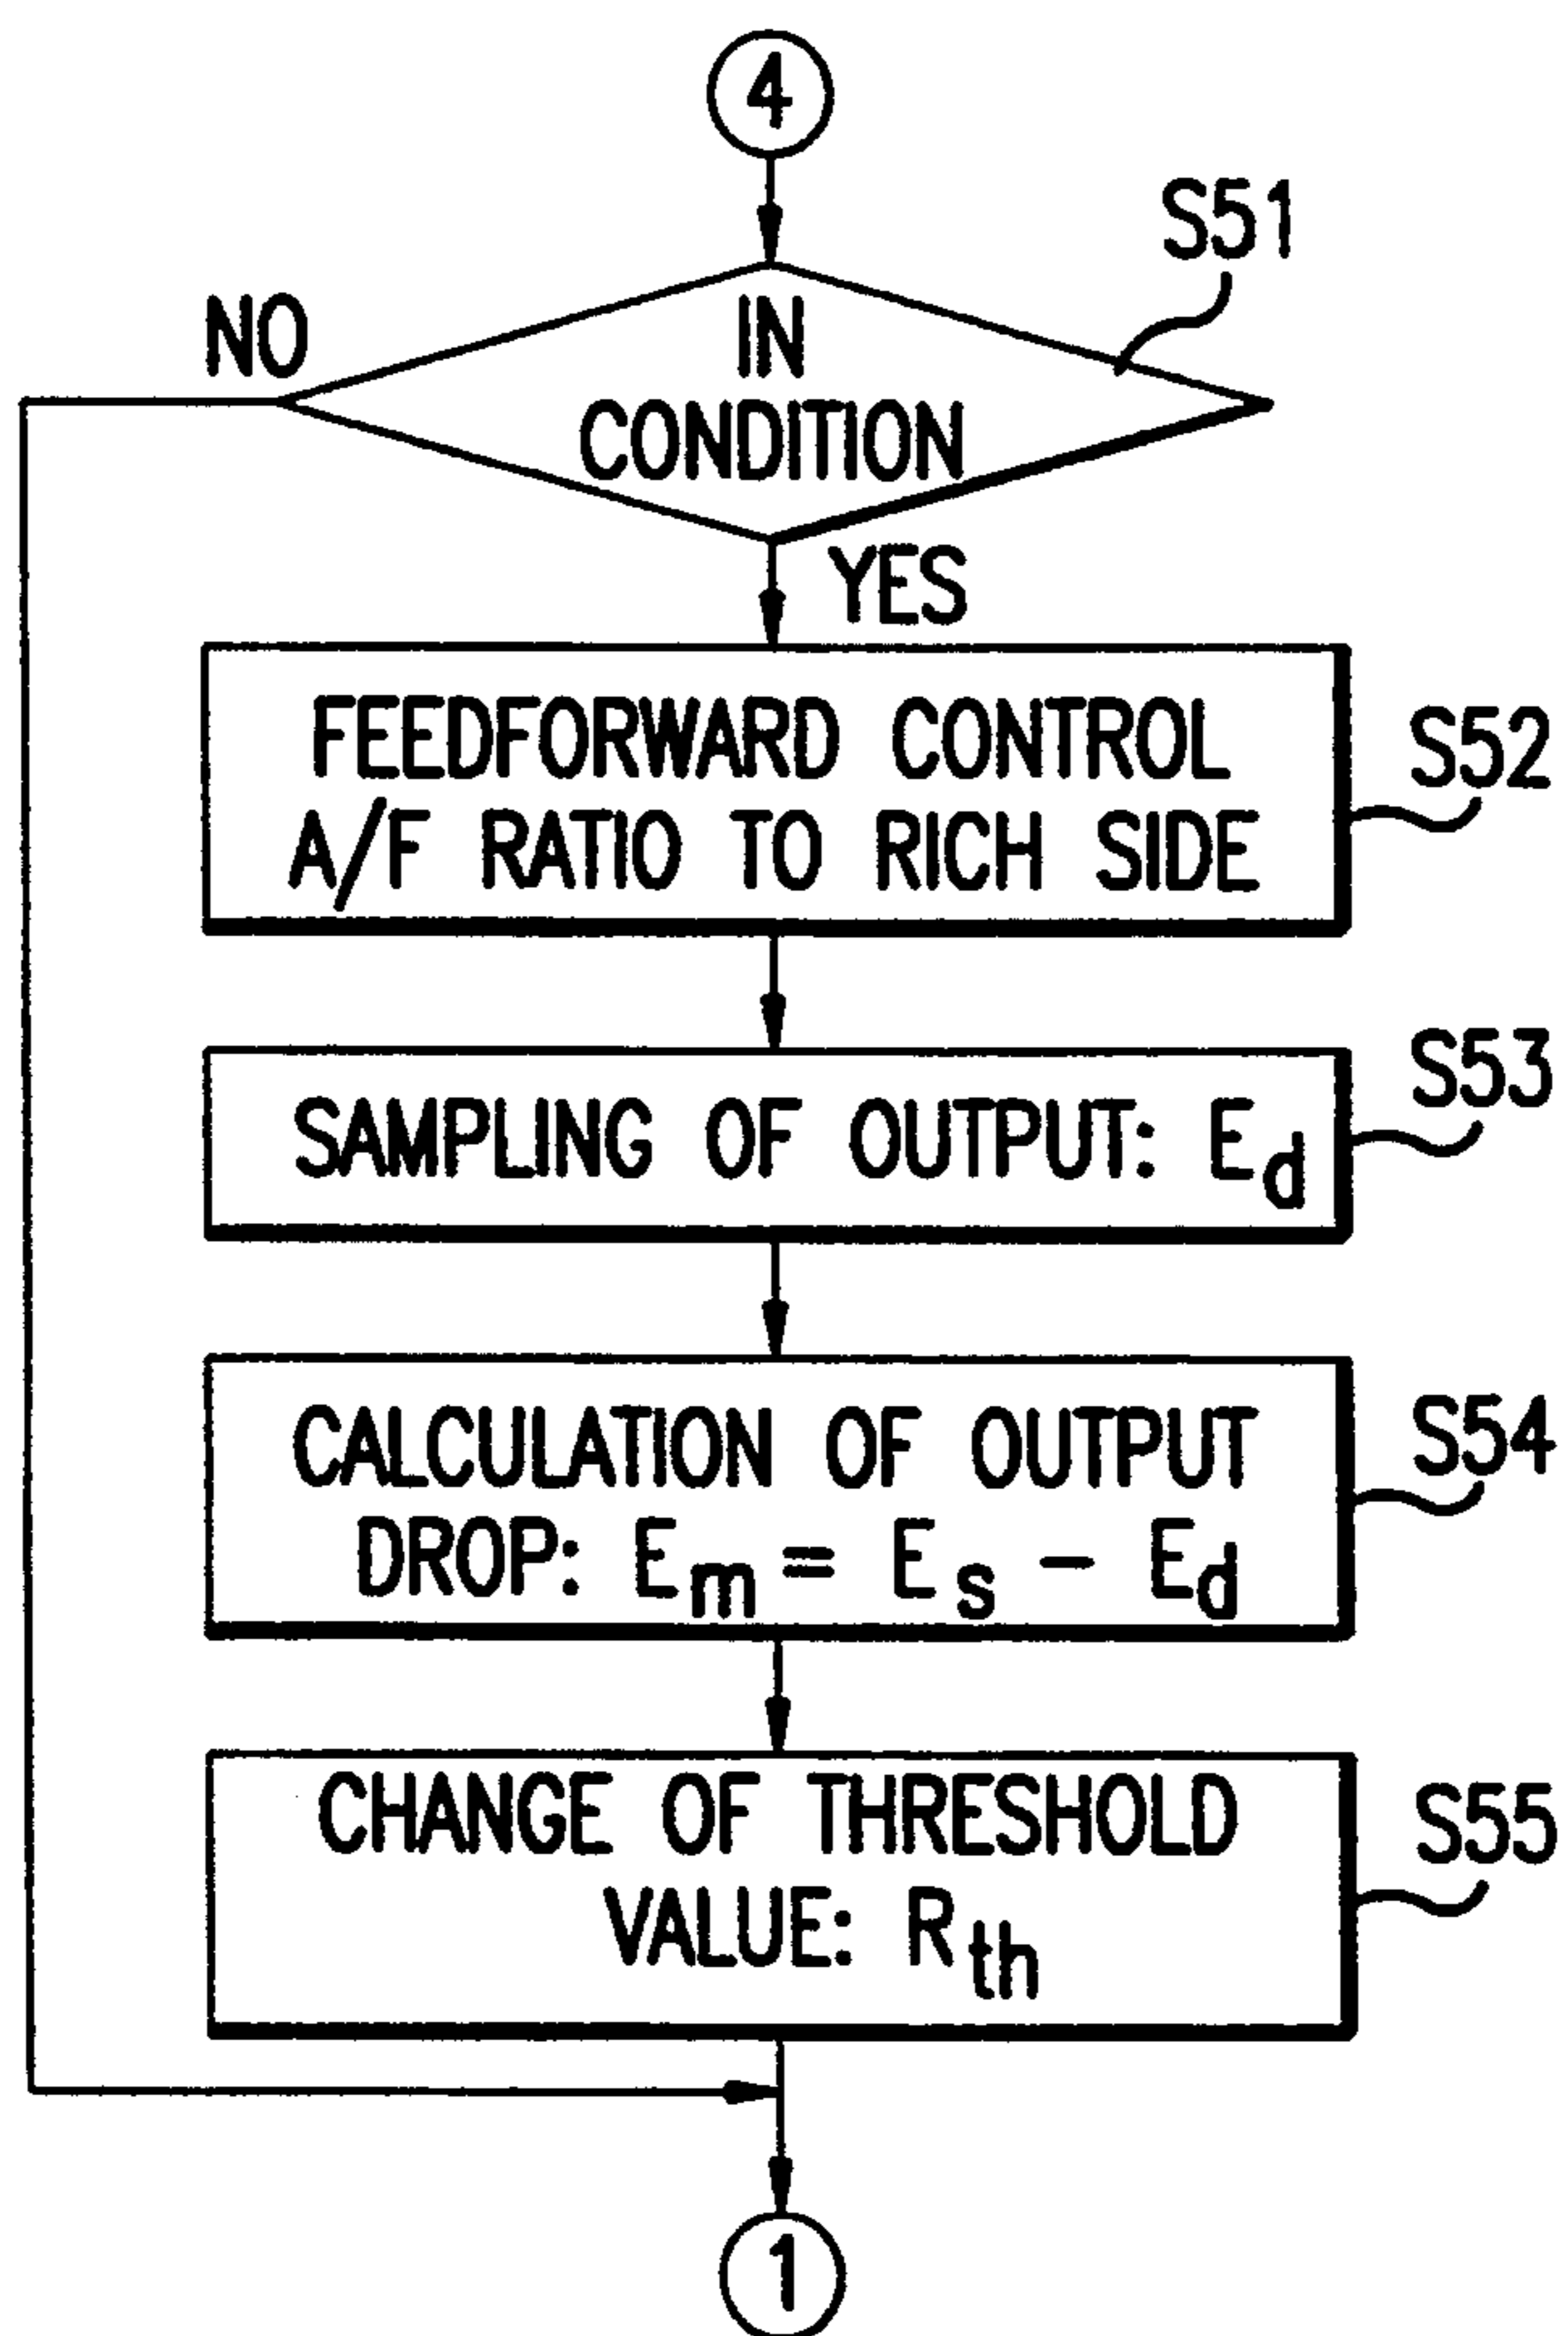 4
S51
NO
IN
CONDITION
YES
FEEDFORWARD CONTROL
A/F RATIO TO RICH SIDE
S52
SAMPLING OF OUTPUT: Ed
S53
CALCULATION OF OUTPUT
DROP: Em = Es - Ed
S54
CHANGE OF THRESHOLD
VALUE: Rth
S55
1